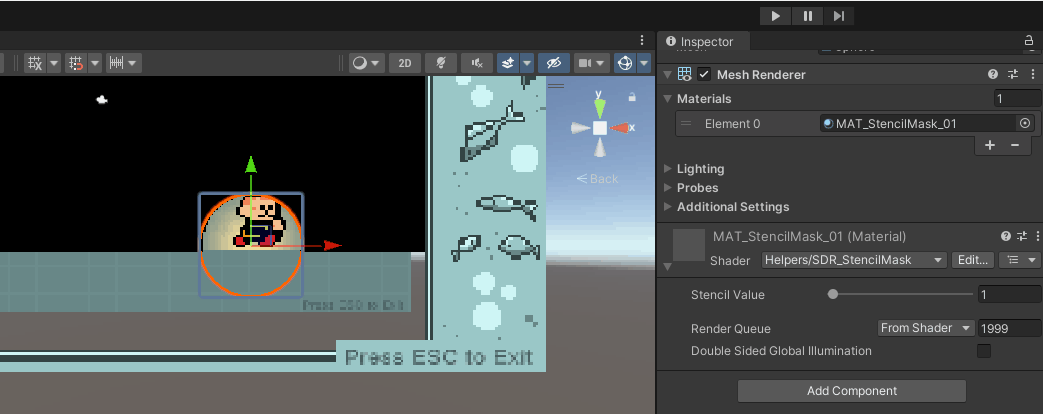 Inspector
2D
Mesh Renderer
Materials
1
Element 0
MAT_StencilMask_01
y
x
Back
Lighting
Probes
Additional Settings
MAT_StencilMask_01 (Material)
Shader
Helpers/SDR_StencilMask
Edit...
Stencil Value
1
Press ESC to Exit
Render Queue
From Shader
1999
Double Sided Global Illumination
Press ESC to Exit
Add Component